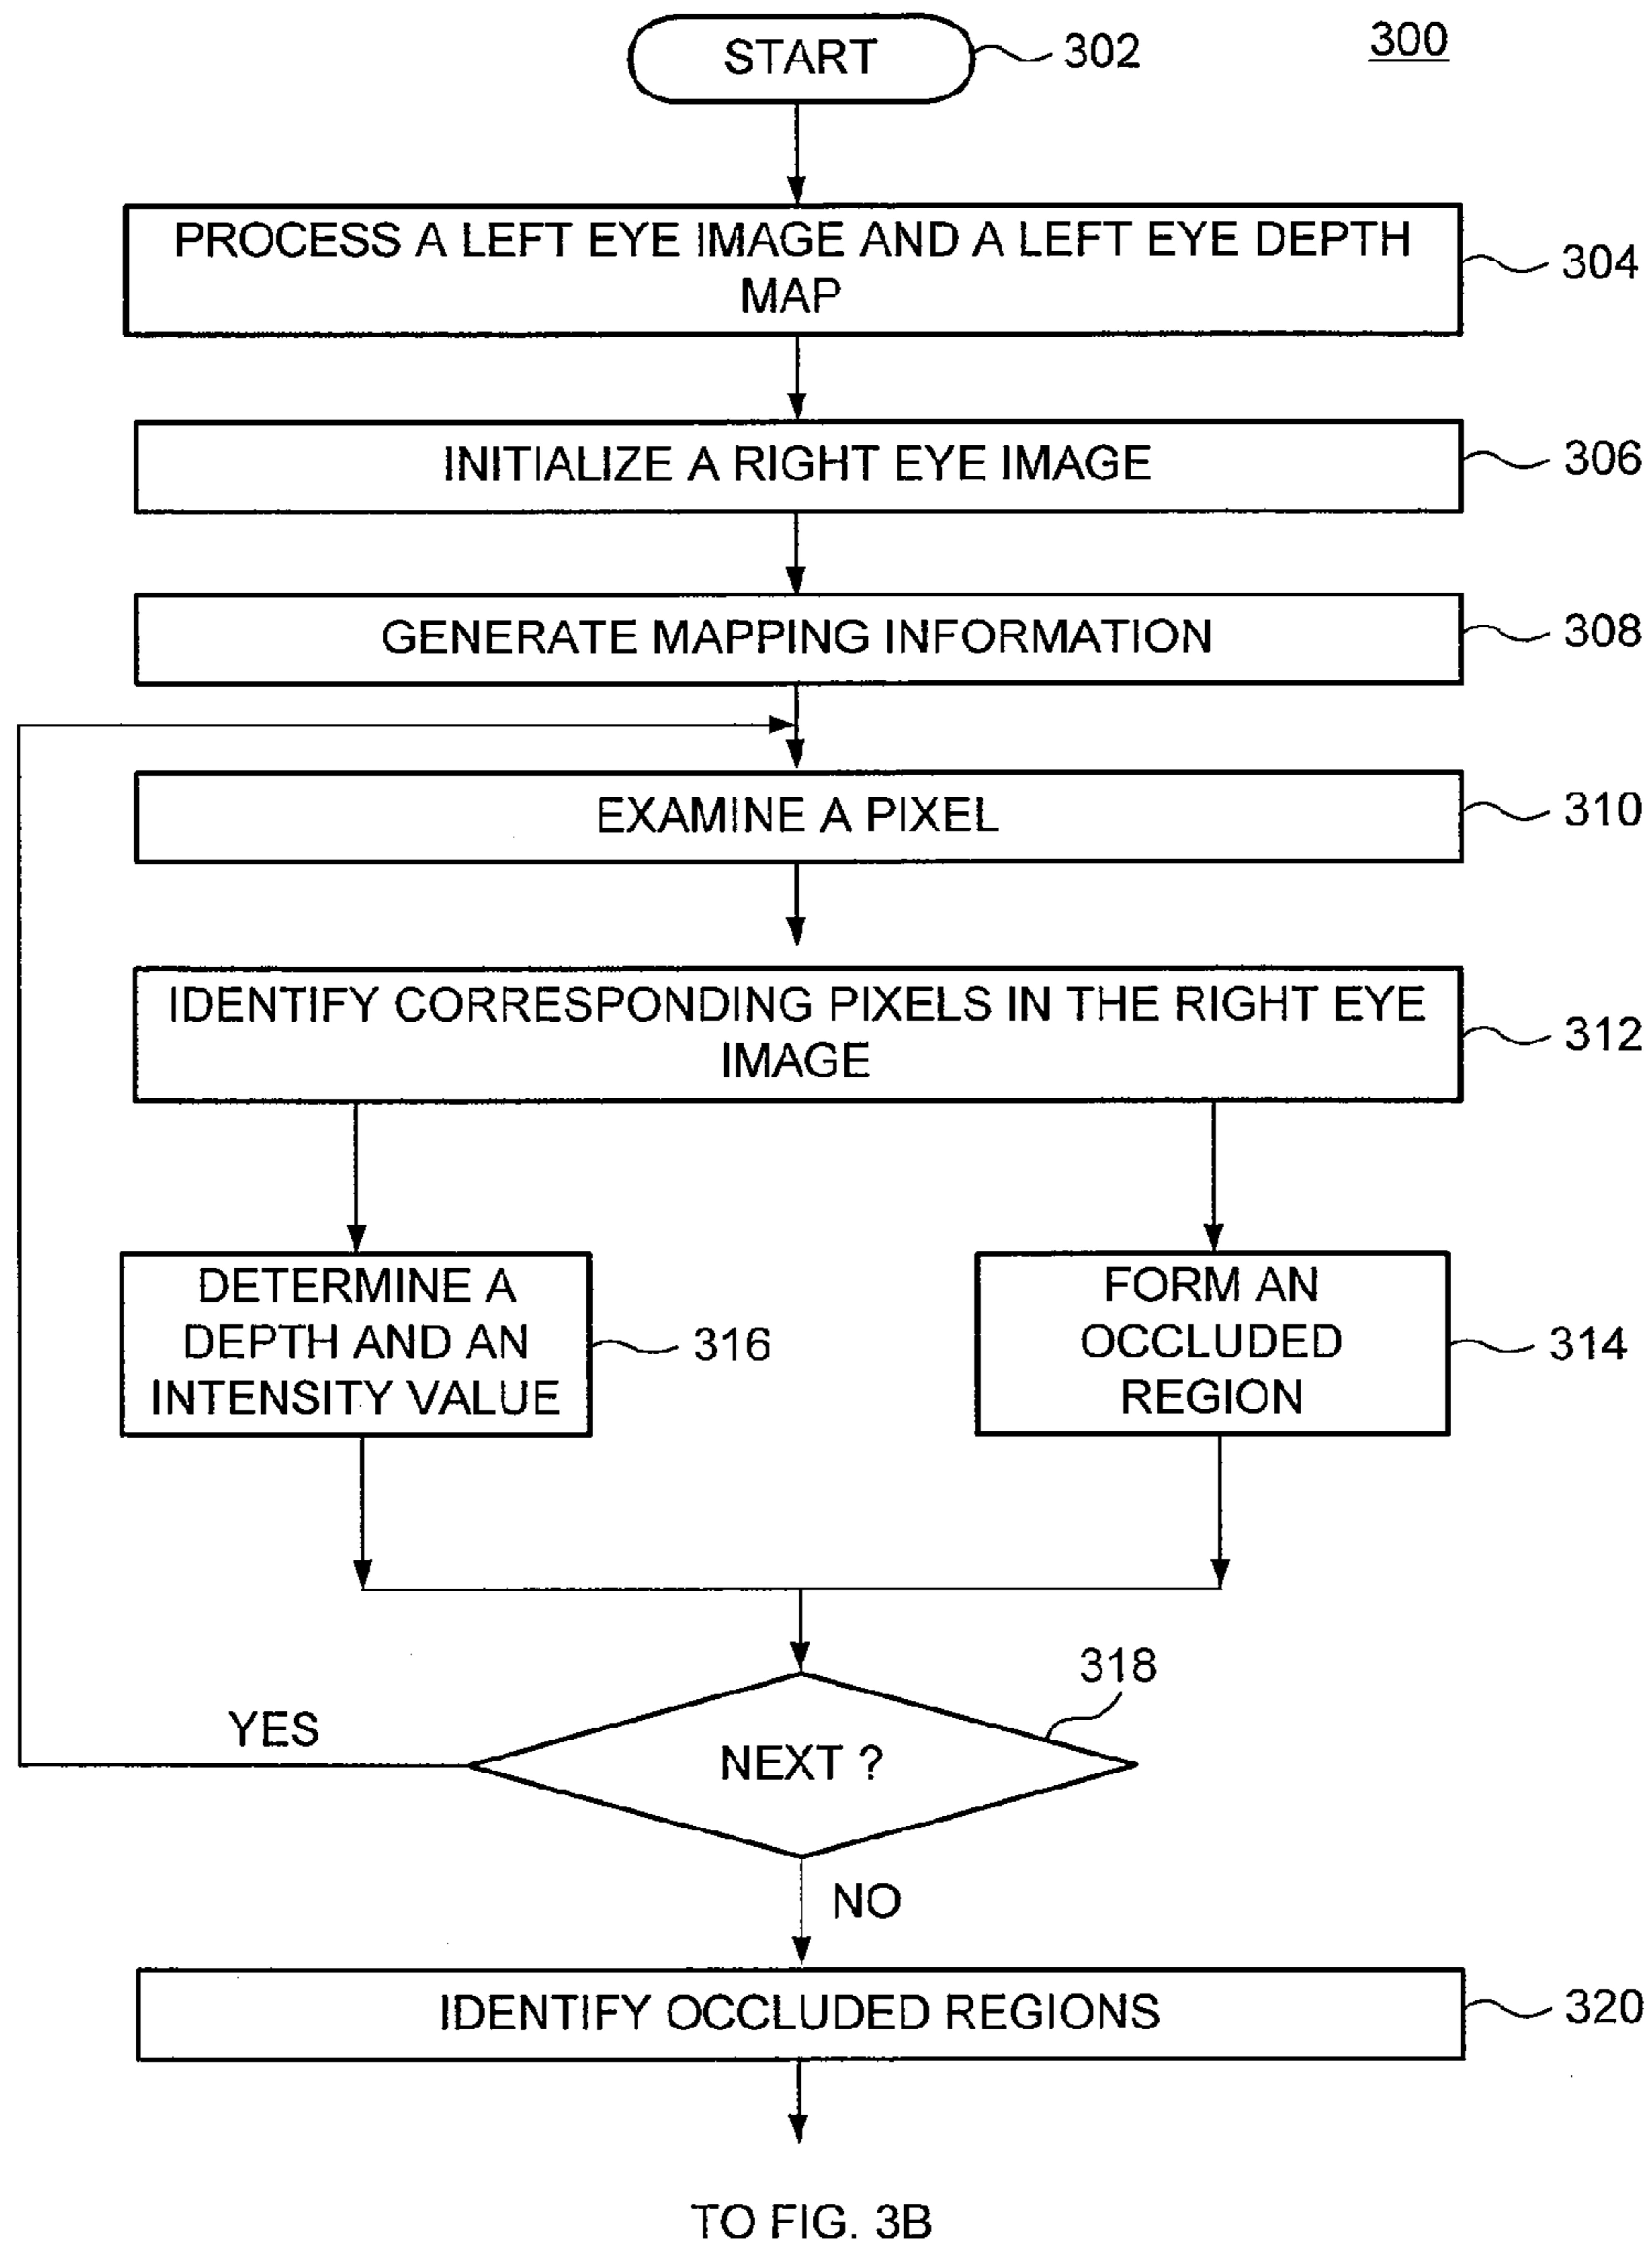 START
302
300
PROCESS A LEFT EYE IMAGE AND A LEFT EYE DEPTH
MAP
304
INITIALIZE A RIGHT EYE IMAGE
306
GENERATE MAPPING INFORMATION
308
EXAMINE A PIXEL
310
IDENTIFY CORRESPONDING PIXELS IN THE RIGHT EYE
IMAGE
312
DETERMINE A
DEPTH AND AN
INTENSITY VALUE
316
FORM AN
OCCLUDED
REGION
314
318
YES
NEXT ?
NO
IDENTIFY OCCLUDED REGIONS
320
TO FIG. 3B